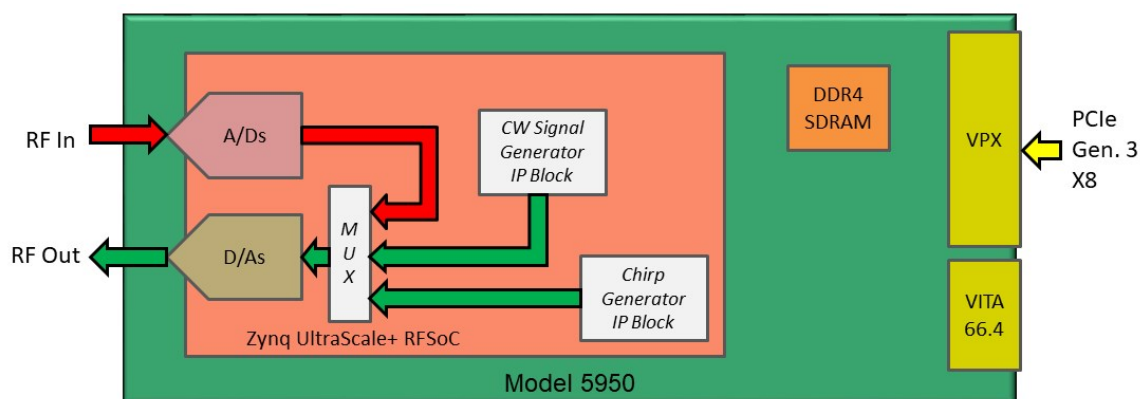 RF In
A/Ds
CW Signal
Generator
IP Block
DDR4
SDRAM
VPX
PCIe
Gen. 3
X8
RF Out
D/As
M
U
X
Chirp
Generator
IP Block
VITA
66.4
Zynq UltraScale+ RFSoC
Model 5950